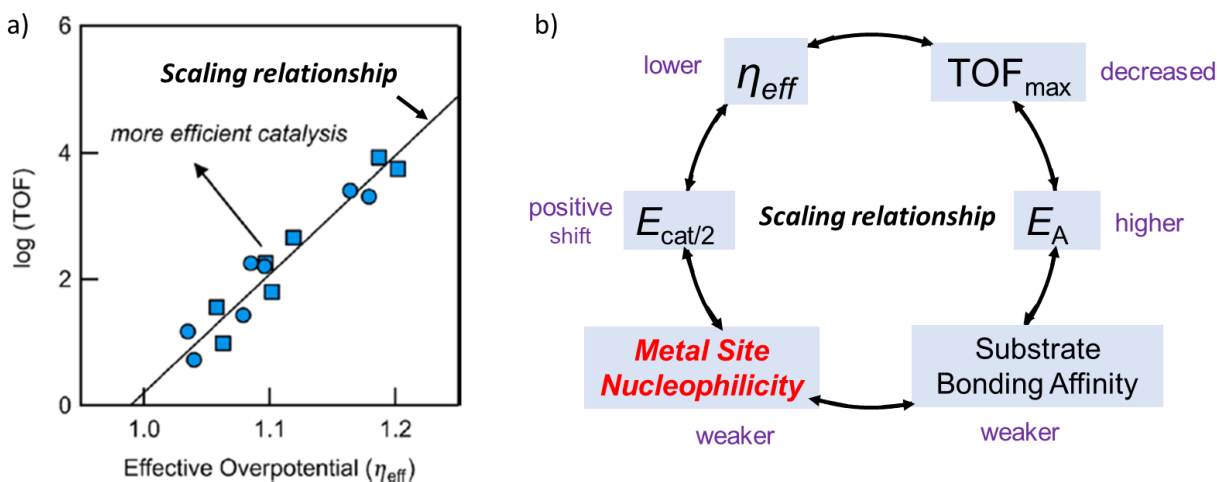 a)
6
4
2
0
log (TOF)
Scaling relationship
more efficient catalysis
1.0 1.1 1.2
Effective Overpotential (ηeff)
b)
lower
ηeff
TOFmax
decreased
positive
shift
Ecat/2
Scaling relationship
EA
higher
Metal Site
Nucleophilicity
Substrate
Bonding Affinity
weaker
weaker